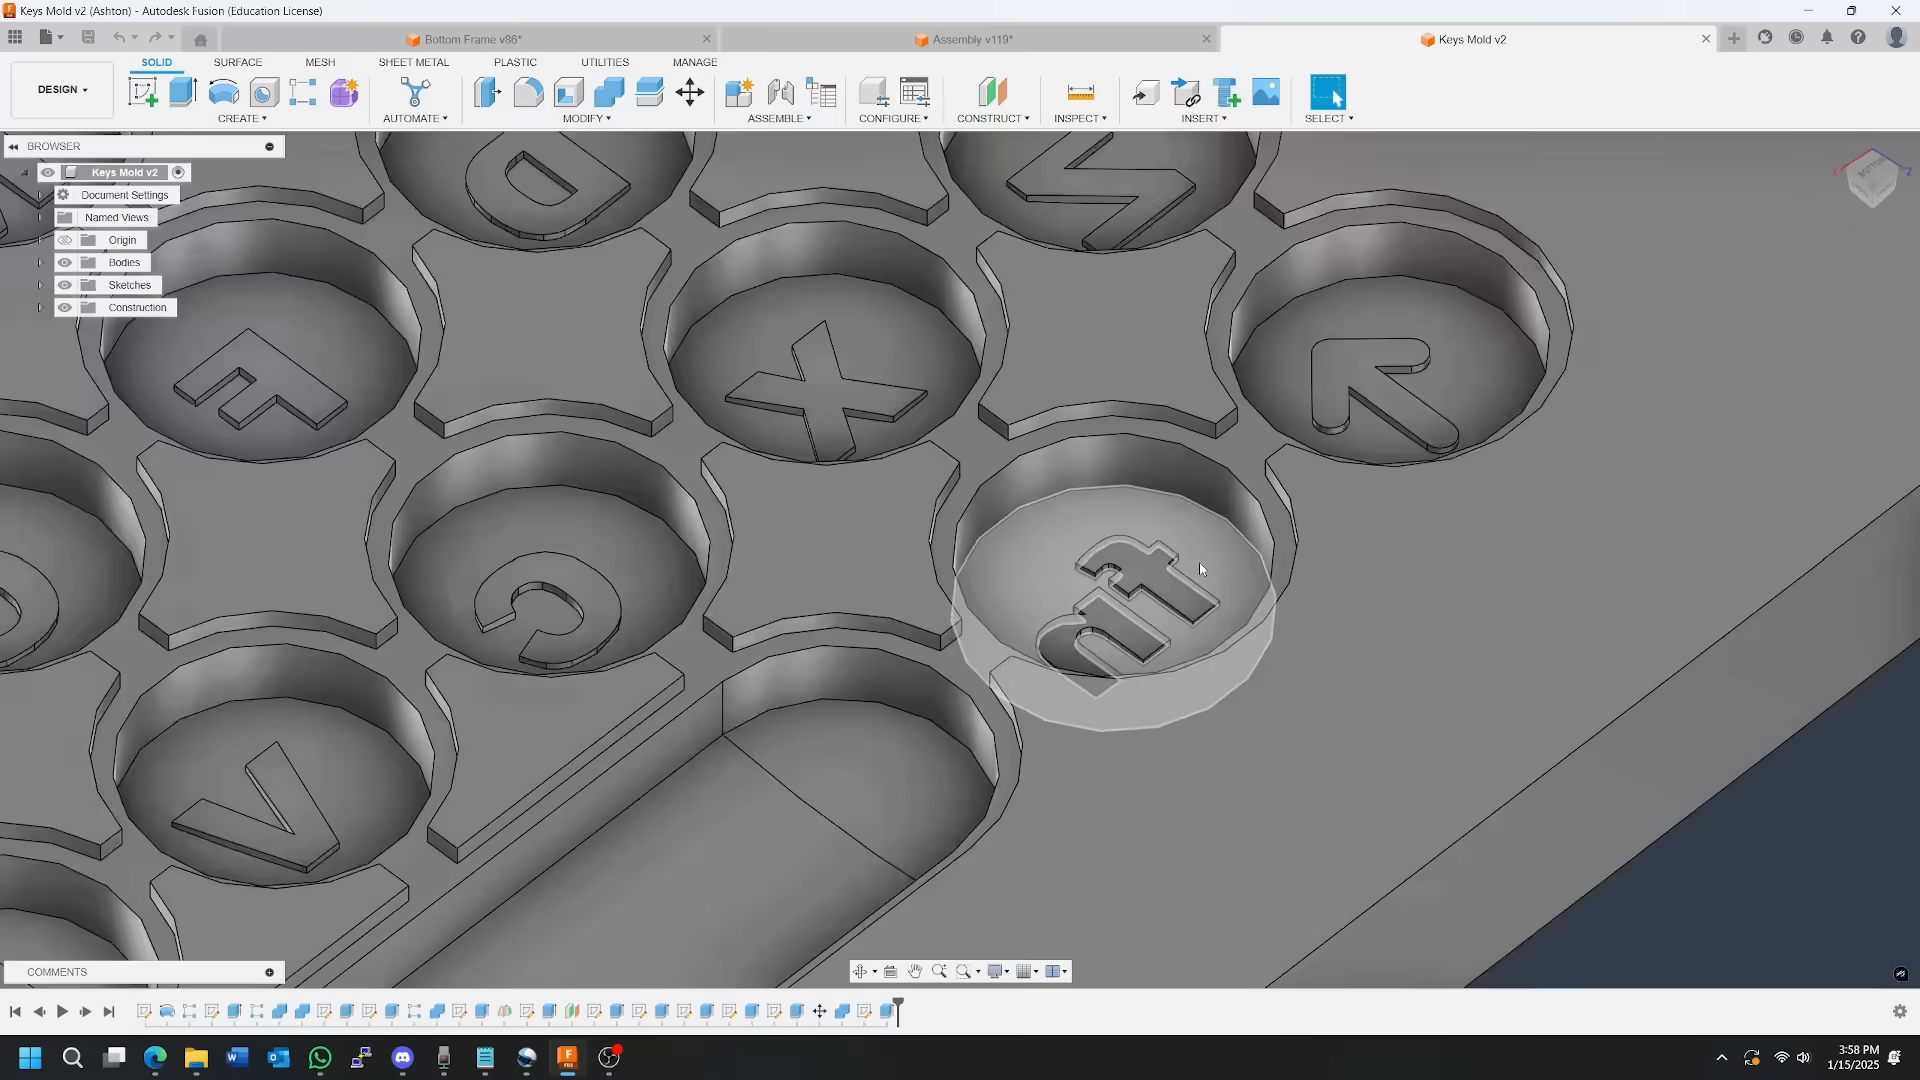 Keys Mold v2 (Ashton) - Autodesk Fusion (Education License)
Bottom Frame v86*
Assembly v119*
Keys Mold v2
DESIGN
SOLID
SURFACE
MESH
SHEET METAL
PLASTIC
UTILITIES
MANAGE
CREATE
AUTOMATE
MODIFY
ASSEMBLE
CONFIGURE
CONSTRUCT
INSPECT
INSERT
SELECT
BROWSER
Keys Mold v2
Document Settings
Named Views
Origin
Bodies
Sketches
Construction
BOTTOM
X
Z
D
F
X
C
V
COMMENTS
3:58 PM
1/15/2025